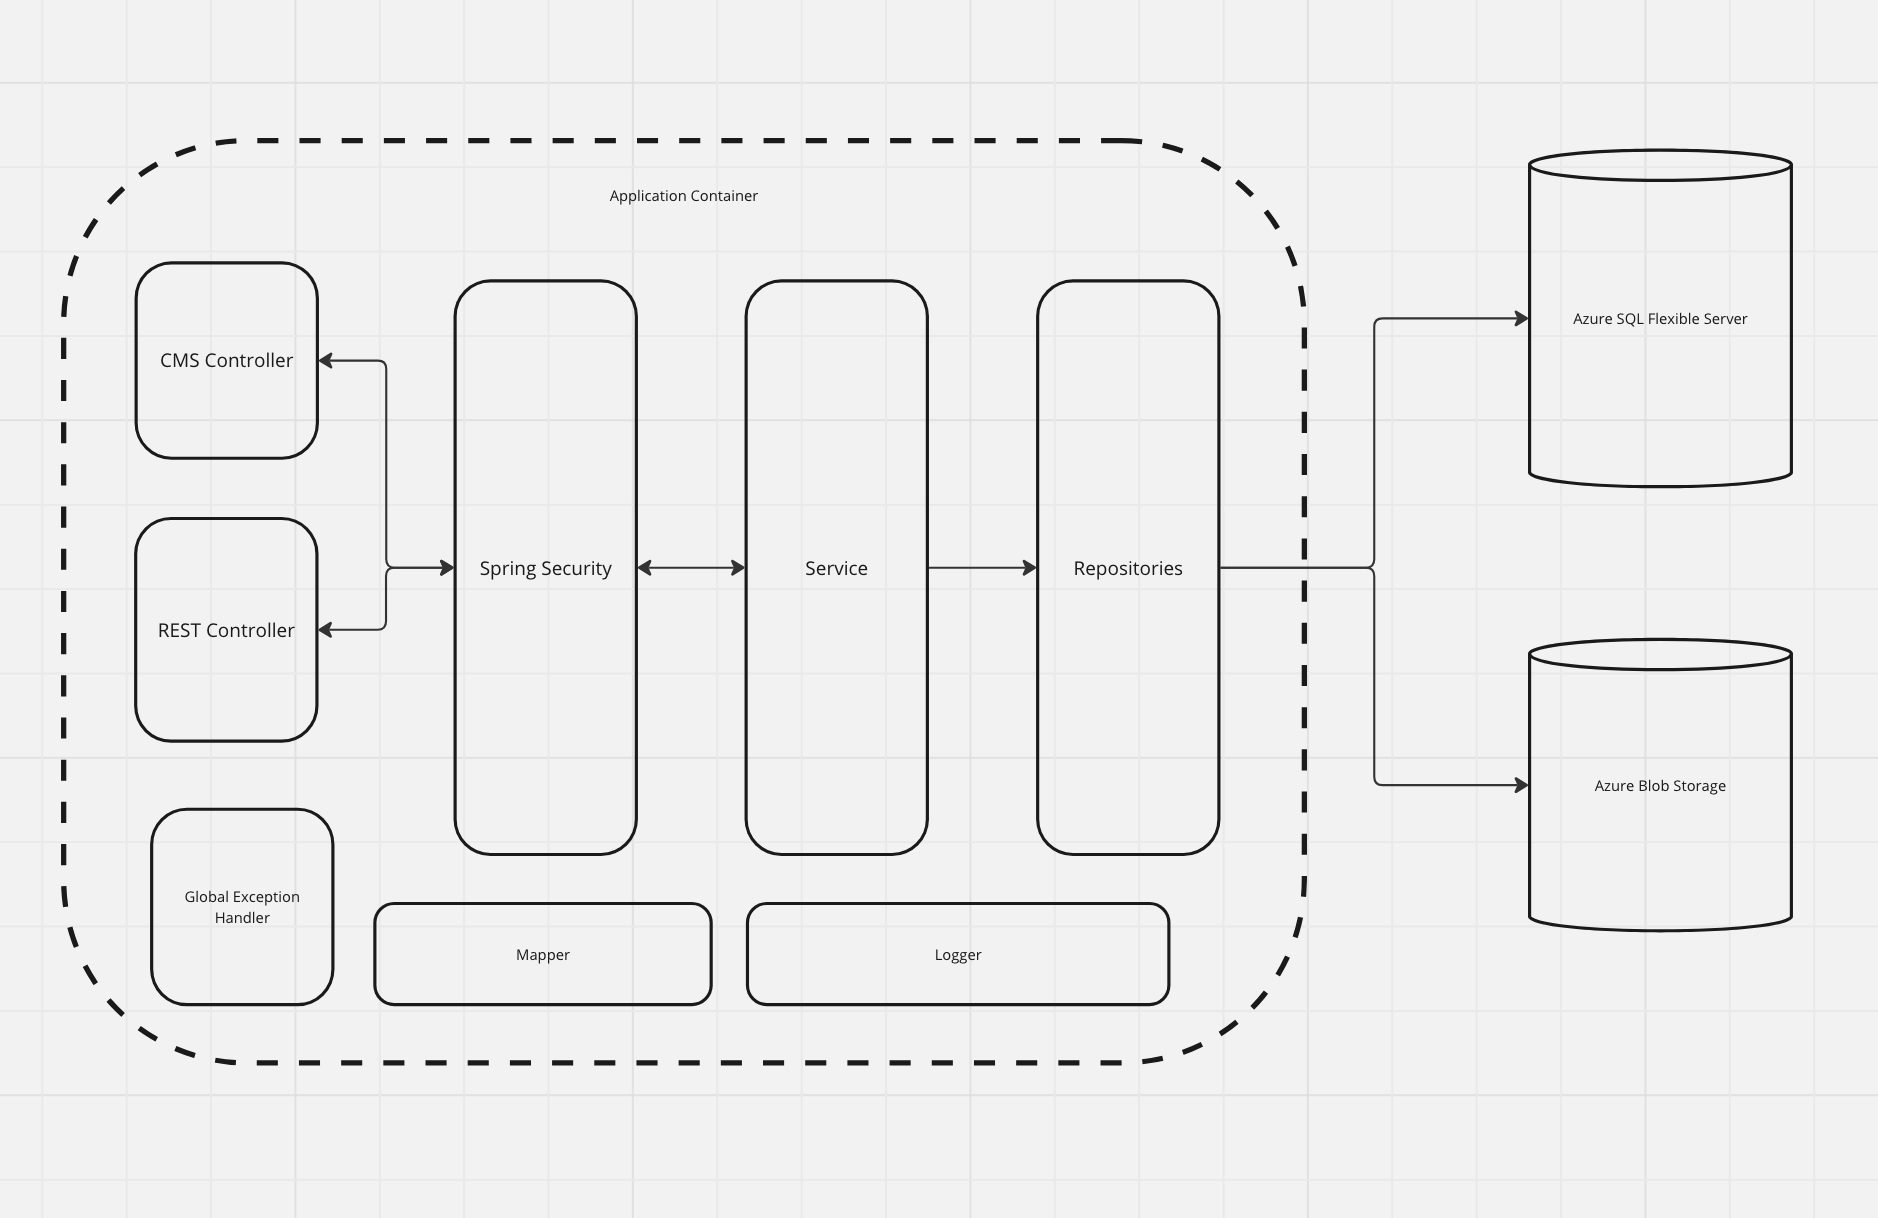 Application Container
CMS Controller
REST Controller
Spring Security
Service
Repositories
Azure SQL Flexible Server
Azure Blob Storage
Global Exception
Handler
Mapper
Logger